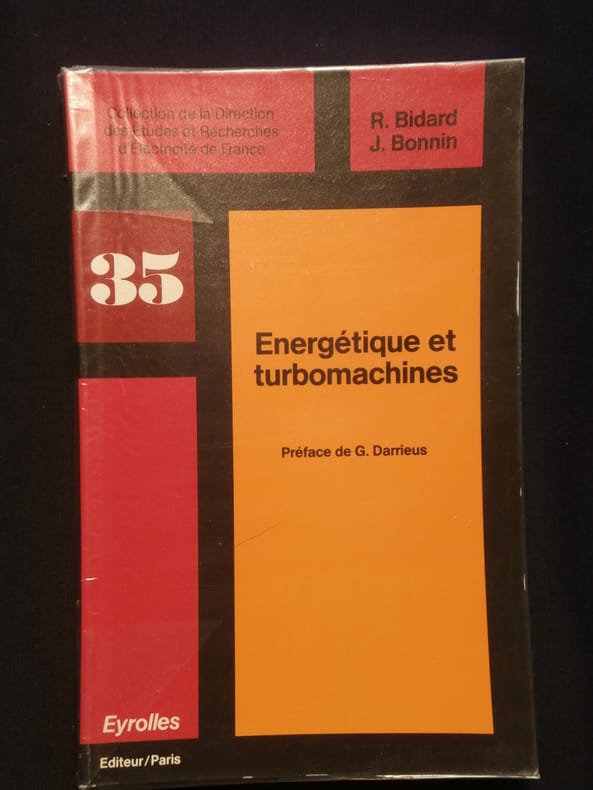 Collection de la Direction
des Etudes et Recherches
d'Electricité de France
R. Bidard
J. Bonnin
35
Energétique et
turbomachines
Préface de G. Darrieus
Eyrolles
Editeur/Paris